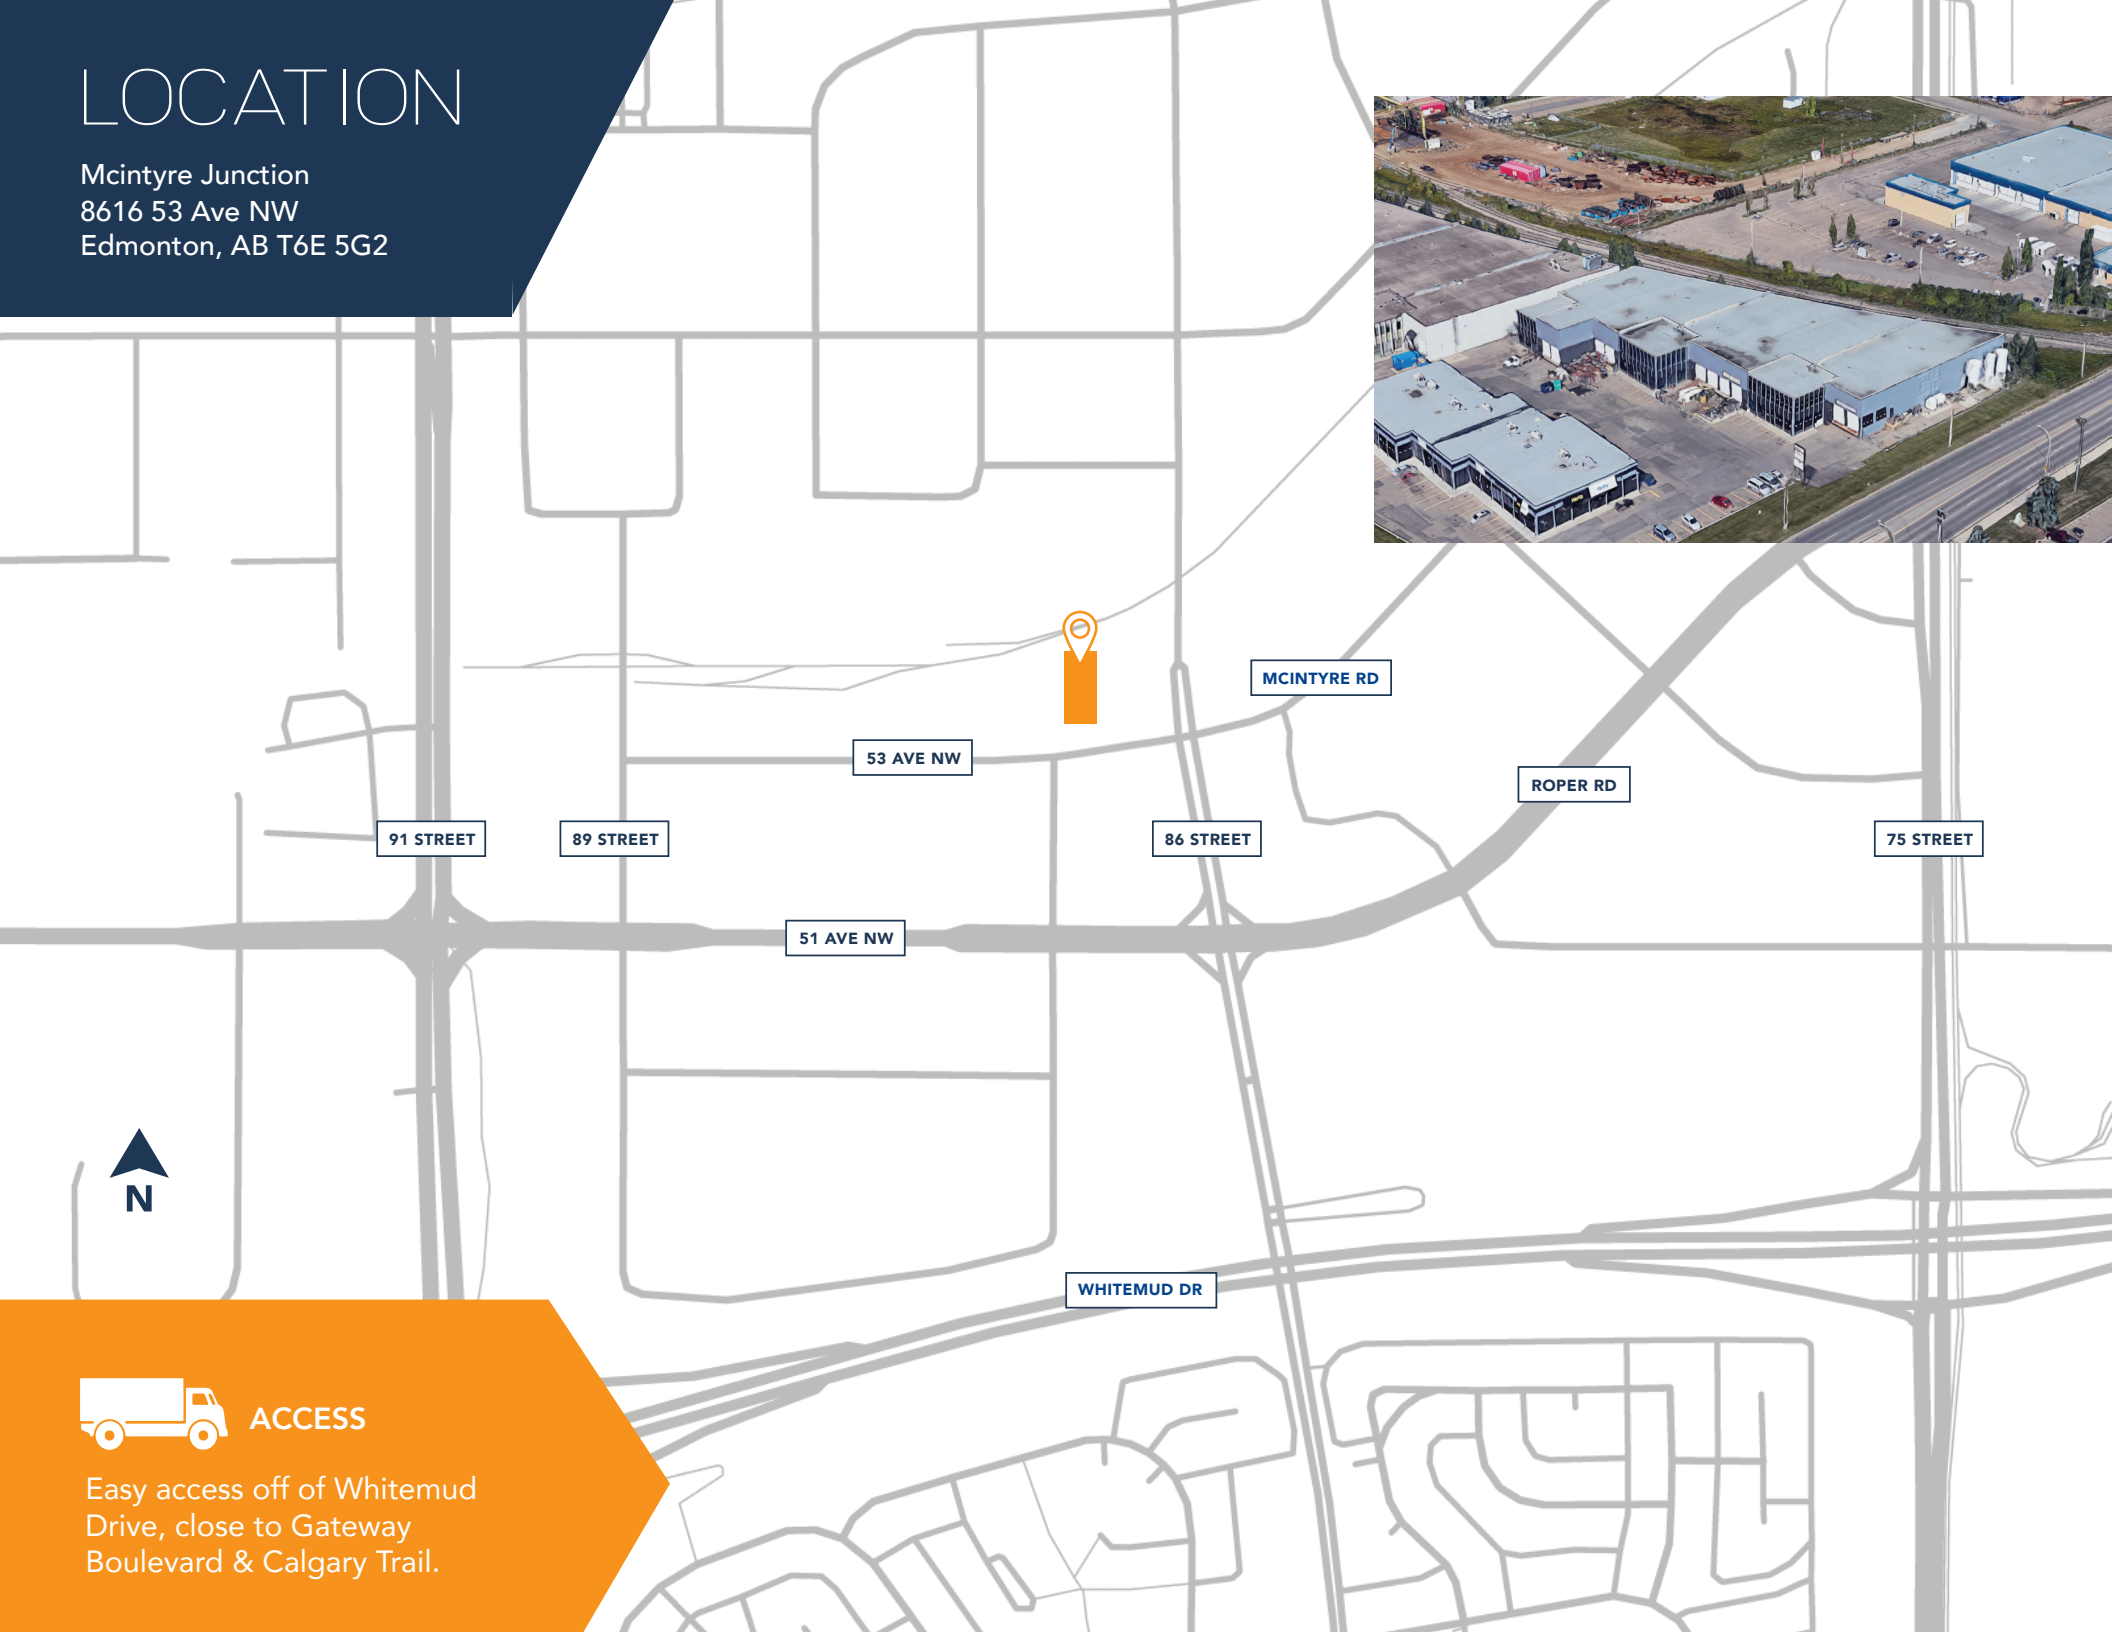 LOCATION
Mcintyre Junction
8616 53 Ave NW
Edmonton, AB T6E 5G2
MCINTYRE RD
53 AVE NW
ROPER RD
91 STREET
89 STREET
86 STREET
75 STREET
51 AVE NW
N
WHITEMUD DR
ACCESS
Easy access off of Whitemud
Drive, close to Gateway
Boulevard & Calgary Trail.